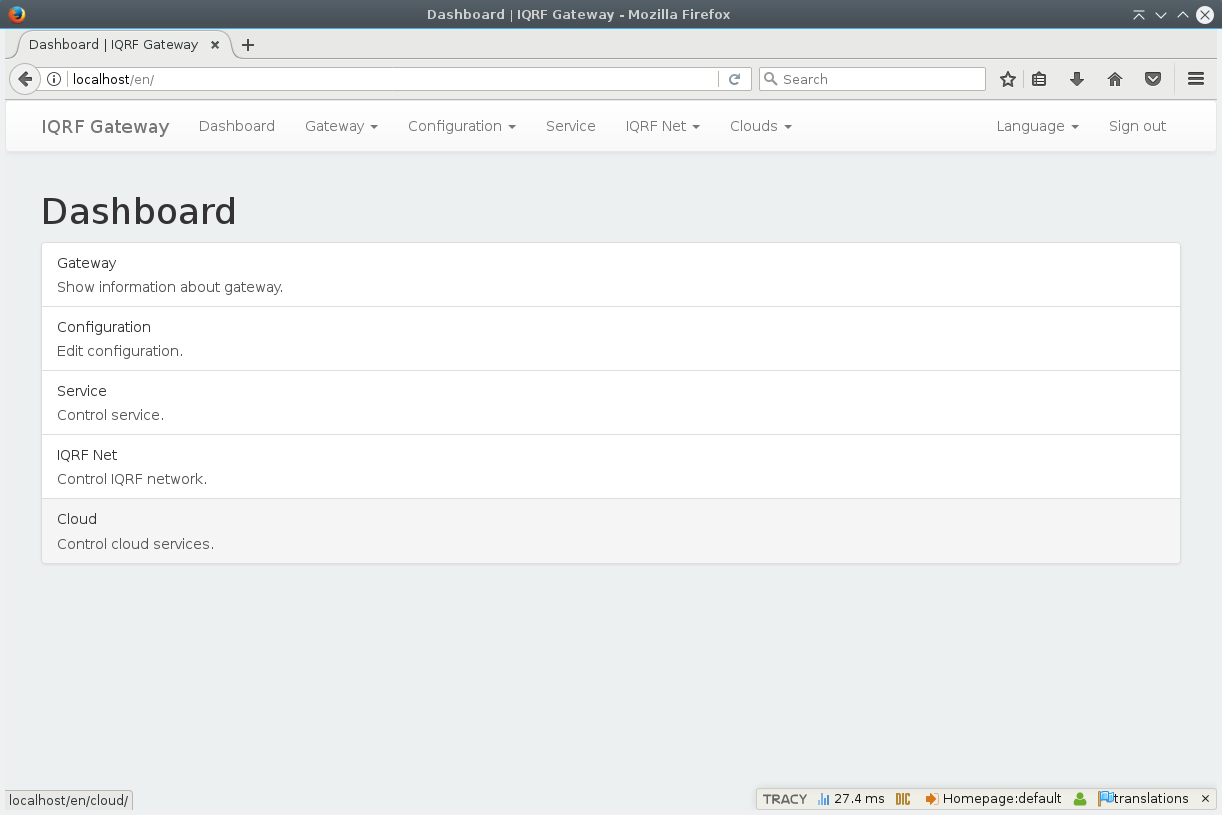 Dashboard | IQRF Gateway - Mozilla Firefox
Dashboard | IQRF Gateway
localhost/en/
Search
IQRF Gateway Dashboard Gateway Configuration Service IQRF Net Clouds Language Sign out
Dashboard
Gateway
Show information about gateway.
Configuration
Edit configuration.
Service
Control service.
IQRF Net
Control IQRF network.
Cloud
Control cloud services.
localhost/en/cloud/
TRACY 27.4 ms DIC Homepage:default translations